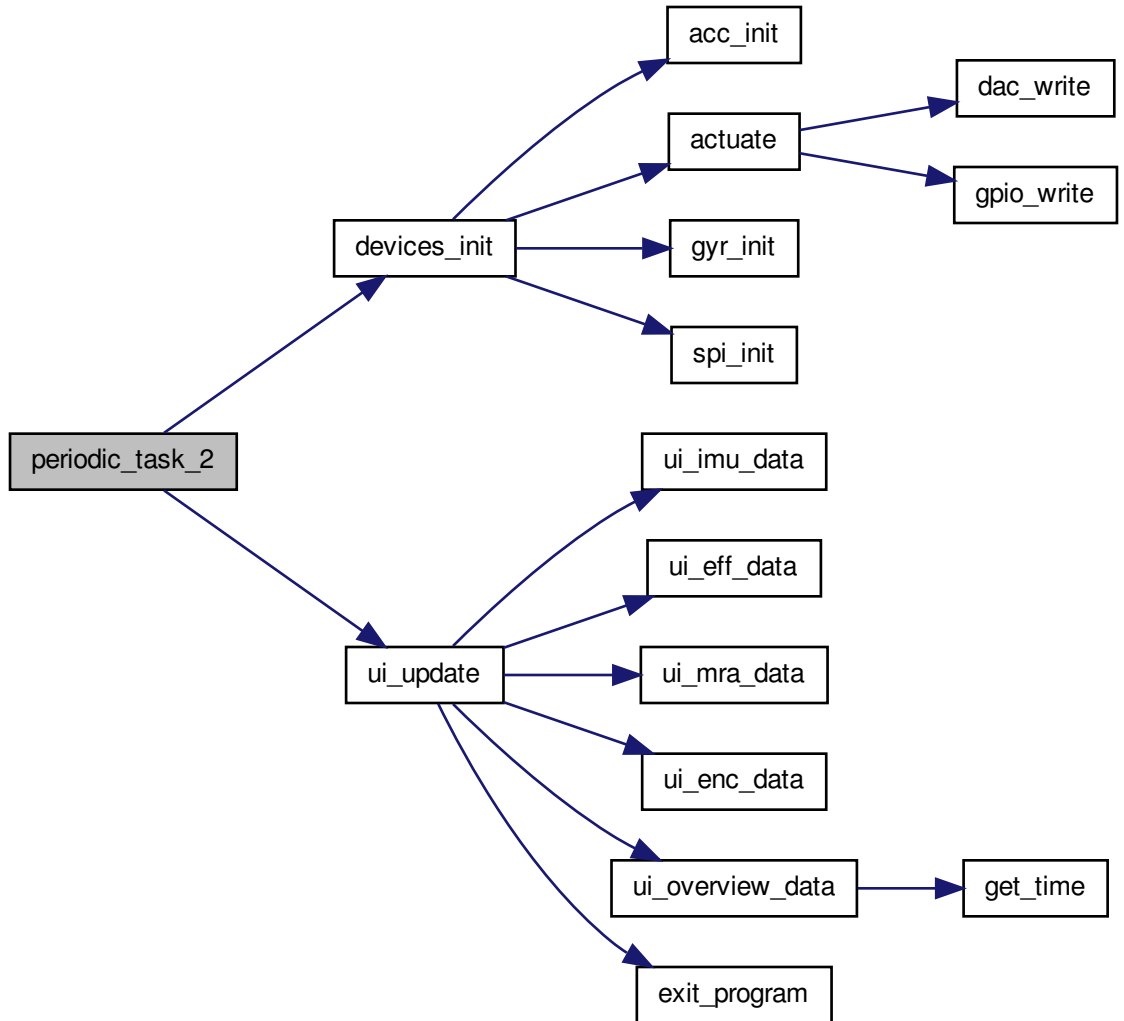 acc_init
dac_write
actuate
gpio_write
devices_init
gyr_init
spi_init
periodic_task_2
ui_imu_data
ui_eff_data
ui_update
ui_mra_data
ui_enc_data
ui_overview_data
get_time
exit_program